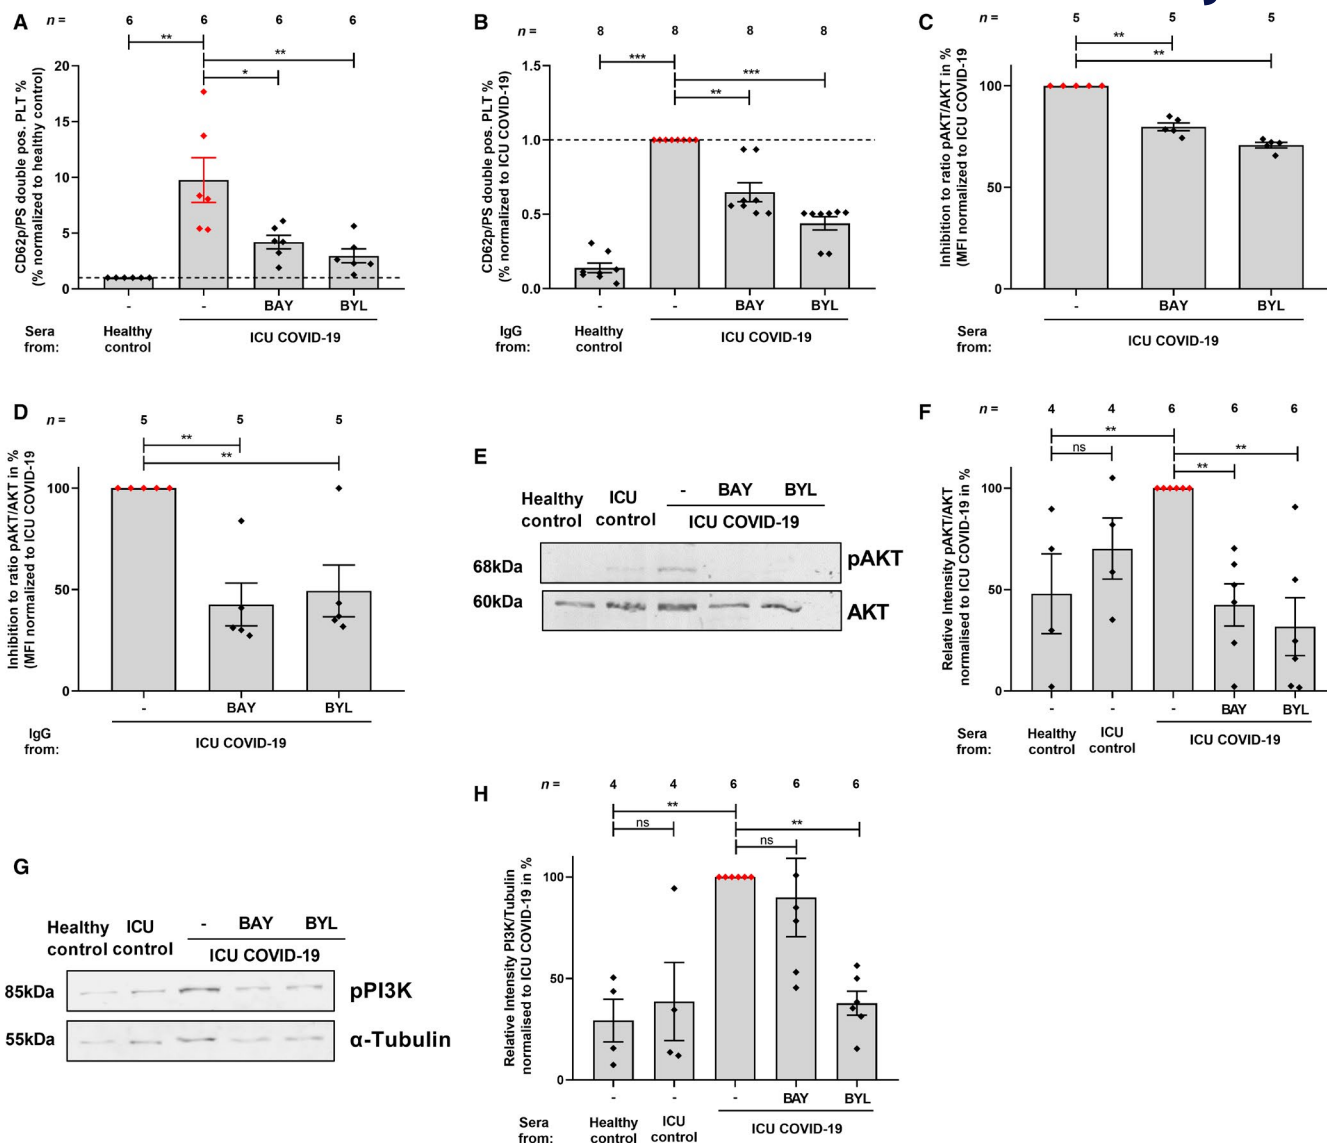 A
n =
6
6
6
6
**
**
*
CD62p/PS double pos. PLT %
(% normalized to healthy control)
20
15
10
5
0
-
-
BAY
BYL
Sera
from:
Healthy
control
ICU COVID-19
B
n =
8
8
8
8
***
***
**
CD62p/PS double pos. PLT %
(% normalized to ICU COVID-19)
1.5
1.0
0.5
0.0
-
-
BAY
BYL
IgG
from:
Healthy
control
ICU COVID-19
C
n =
5
5
5
**
**
Inhibition to ratio pAKT/AKT in %
(MFI normalized to ICU COVID-19
100
50
0
-
BAY
BYL
Sera
from:
ICU COVID-19
D
n =
5
5
5
**
**
Inhibition to ratio pAKT/AKT in %
(MFI normalized to ICU COVID-19
100
50
0
-
BAY
BYL
IgG
from:
ICU COVID-19
E
Healthy
control
ICU
control
-
BAY
BYL
ICU COVID-19
68kDa
pAKT
60kDa
AKT
F
n =
4
4
6
6
6
**
ns
**
**
Relative Intensity pAKT/AKT
normalised to ICU COVID-19 in %
100
50
0
-
-
-
BAY
BYL
Sera
from:
Healthy
control
ICU
control
ICU COVID-19
G
Healthy
control
ICU
control
-
BAY
BYL
ICU COVID-19
85kDa
pPI3K
55kDa
α-Tubulin
H
n =
4
4
6
6
6
**
ns
**
ns
Relative Intensity PI3K/Tubulin
normalised to ICU COVID-19 in %
100
50
0
-
-
-
BAY
BYL
Sera
from:
Healthy
control
ICU
control
ICU COVID-19